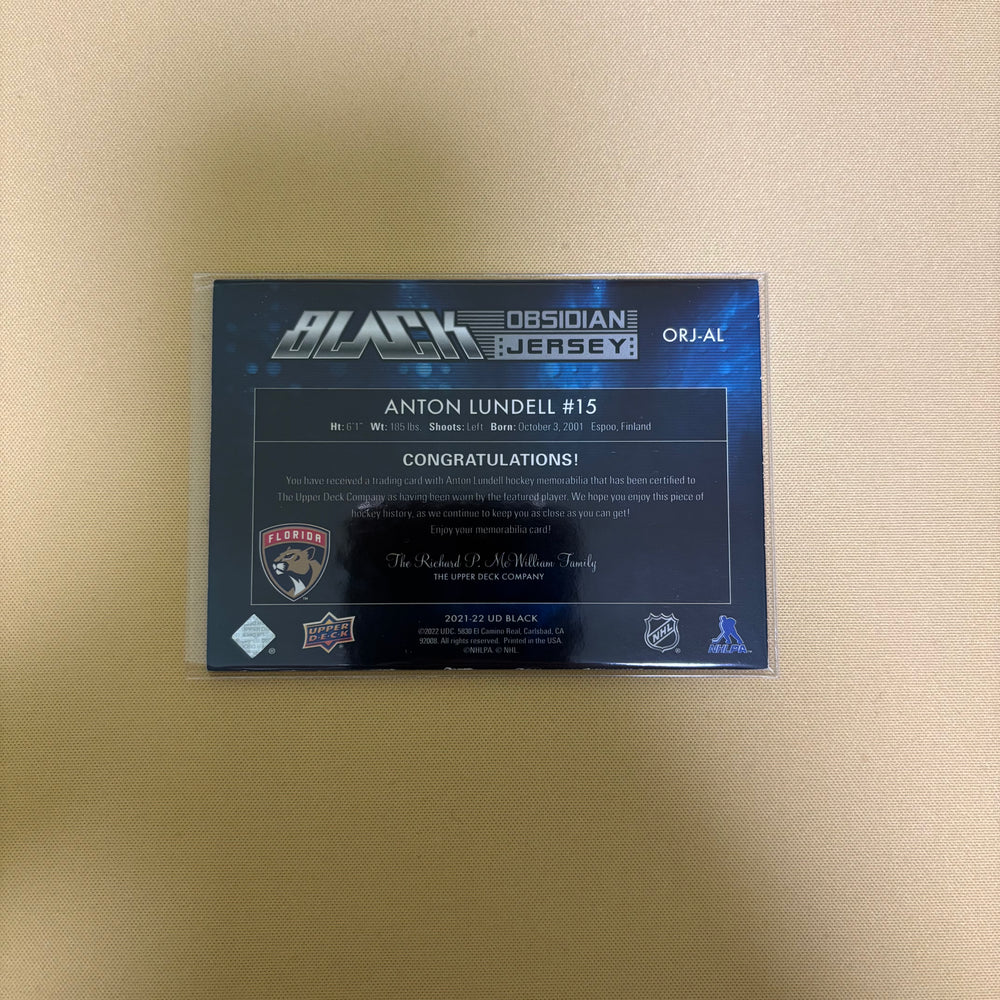 BLACK OBSIDIAN JERSEY
ORJ-AL
ANTON LUNDELL #15
Ht: 6'1" Wt: 185 lbs. Shoots: Left Born: October 3, 2001 Espoo, Finland
CONGRATULATIONS!
You have received a trading card with Anton Lundell hockey memorabilia that has been certified to
The Upper Deck Company as having been worn by the featured player. We hope you enjoy this piece of
hockey history, as we continue to keep you as close as you can get!
Enjoy your memorabilia card!
The Richard P. McWilliam Family
THE UPPER DECK COMPANY
FLORIDA
TM
®
UPPER DECK
2021-22 UD BLACK
©2022 UDC. 5830 El Camino Real, Carlsbad, CA
92008. All rights reserved. Printed in the USA.
©NHLPA. © NHL.
NHL
®
NHLPA